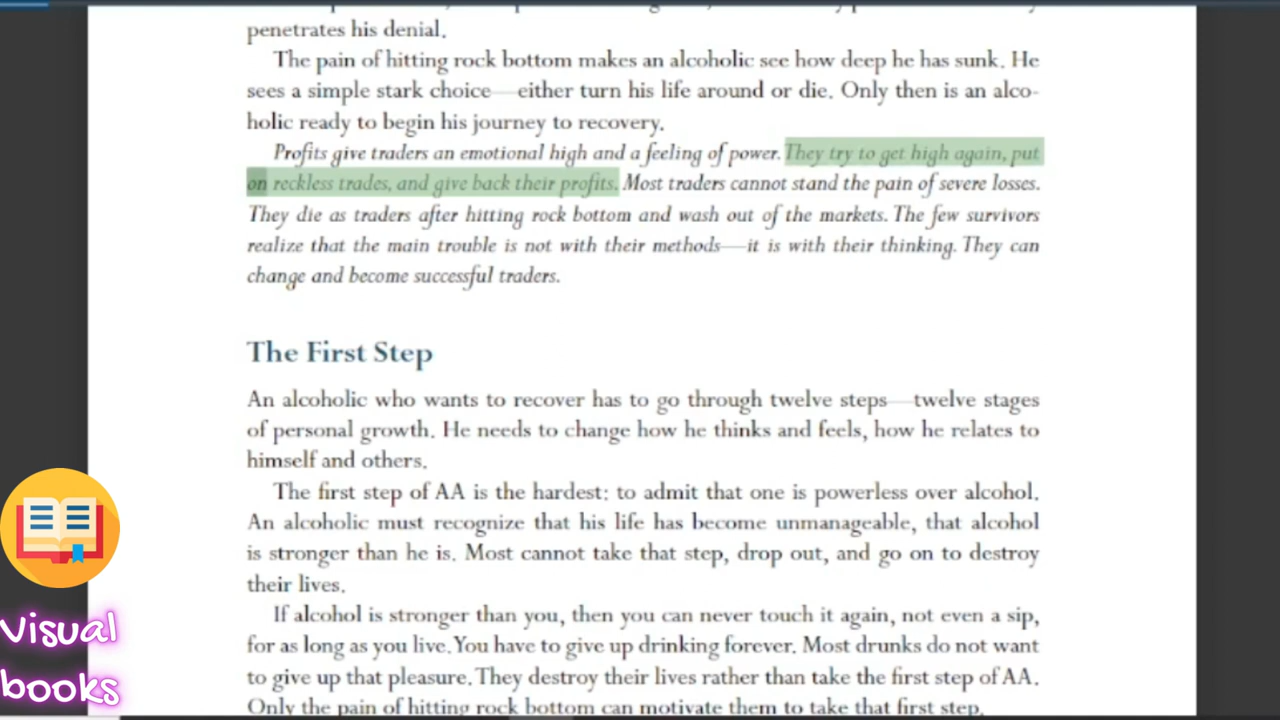 penetrates his denial.
The pain of hitting rock bottom makes an alcoholic see how deep he has sunk. He
sees a simple stark choice—either turn his life around or die. Only then is an alco-
holic ready to begin his journey to recovery.
Profits give traders an emotional high and a feeling of power. They try to get high again, put
on reckless trades, and give back their profits. Most traders cannot stand the pain of severe losses.
They die as traders after hitting rock bottom and wash out of the markets. The few survivors
realize that the main trouble is not with their methods—it is with their thinking. They can
change and become successful traders.
The First Step
An alcoholic who wants to recover has to go through twelve steps—twelve stages
of personal growth. He needs to change how he thinks and feels, how he relates to
himself and others.
The first step of AA is the hardest: to admit that one is powerless over alcohol.
An alcoholic must recognize that his life has become unmanageable, that alcohol
is stronger than he is. Most cannot take that step, drop out, and go on to destroy
their lives.
If alcohol is stronger than you, then you can never touch it again, not even a sip,
for as long as you live. You have to give up drinking forever. Most drunks do not want
to give up that pleasure. They destroy their lives rather than take the first step of AA.
Only the pain of hitting rock bottom can motivate them to take that first step.
Visual
books